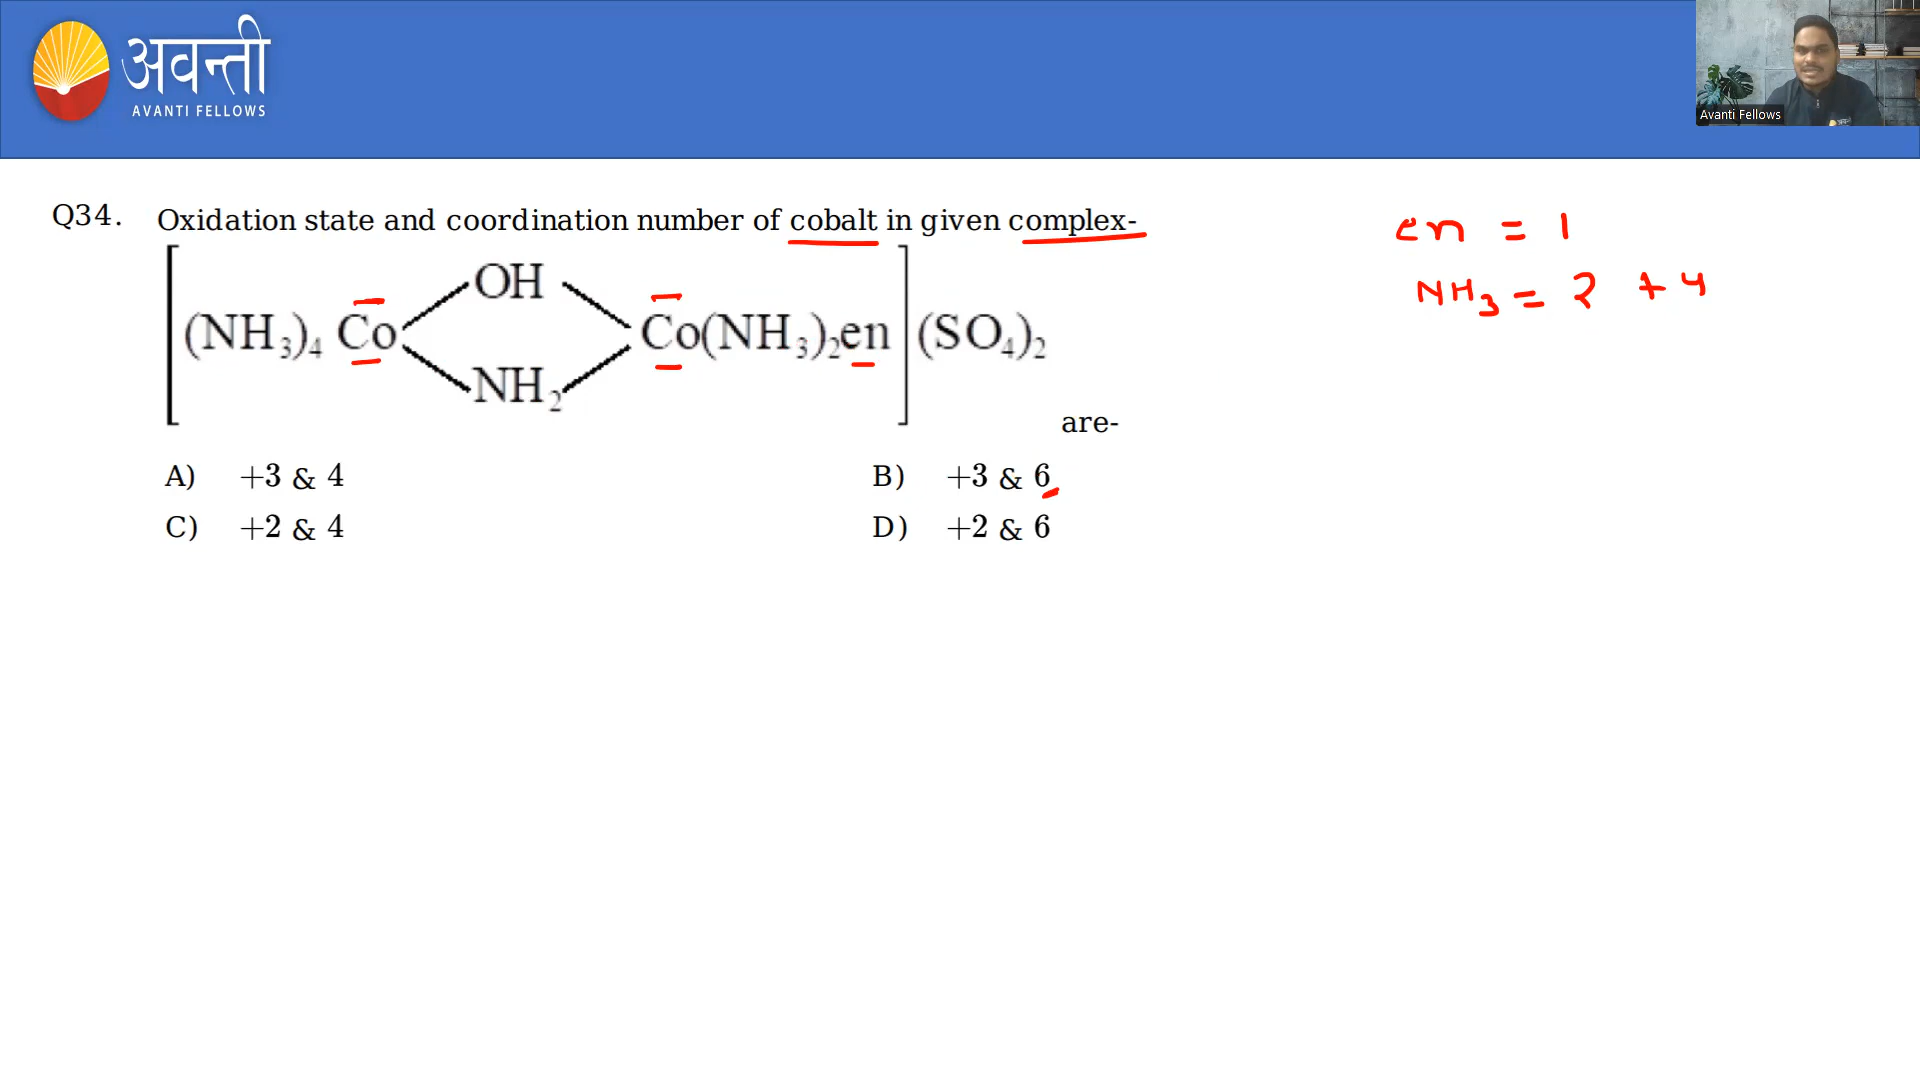 अवन्ती
AVANTI FELLOWS
Avanti Fellows
Q34. Oxidation state and coordination number of cobalt in given complex-
[(NH₃)₄ Co OH NH₂ Co(NH₃)₂en] (SO₄)₂
are-
A) +3 & 4
B) +3 & 6
C) +2 & 4
D) +2 & 6
en = 1
NH₃ = 2 + 4